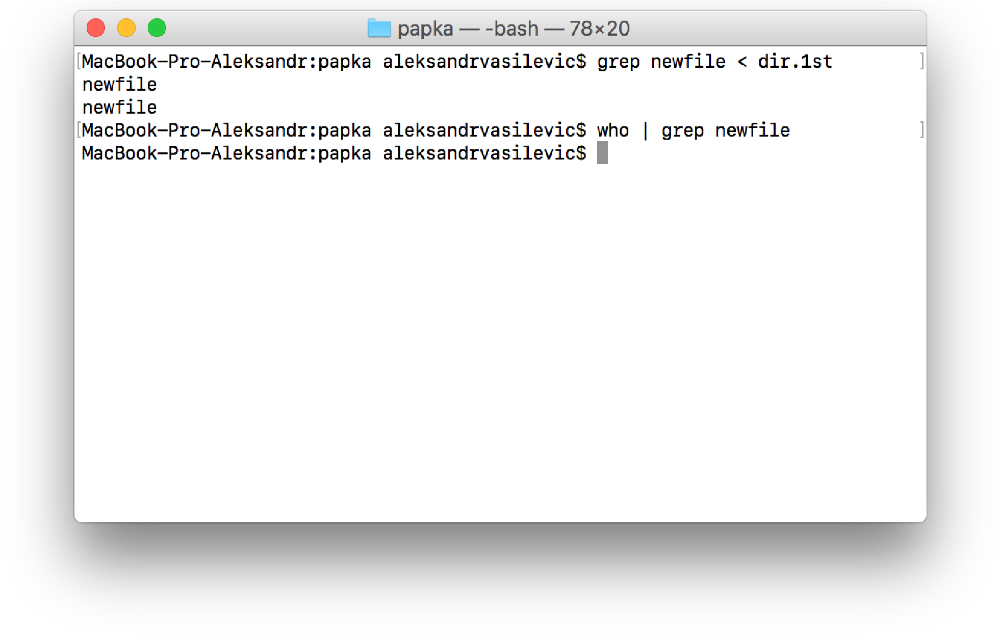 papka — -bash — 78×20
[MacBook-Pro-Aleksandr:papka aleksandrvasilevic$ grep newfile < dir.1st ]
newfile
newfile
[MacBook-Pro-Aleksandr:papka aleksandrvasilevic$ who | grep newfile ]
MacBook-Pro-Aleksandr:papka aleksandrvasilevic$